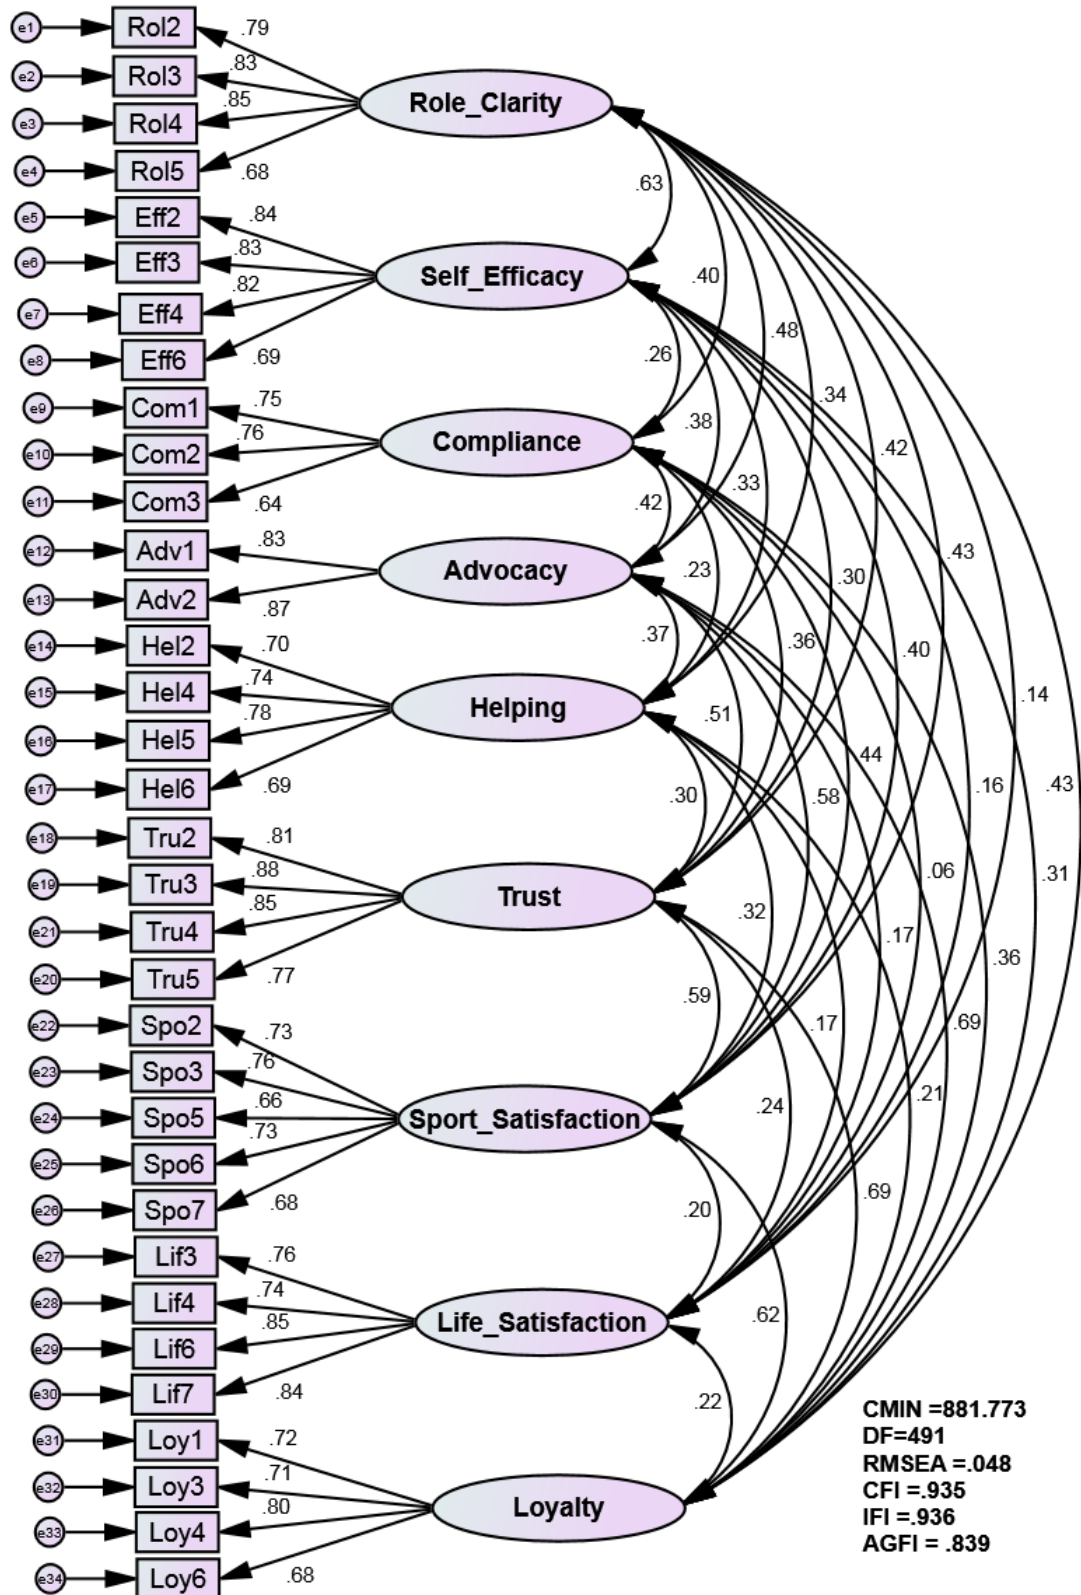 e1 Rol2 .79
e2 Rol3 .83
e3 Rol4 .85
e4 Rol5 .68
Role_Clarity
e5 Eff2 .84
e6 Eff3 .83
e7 Eff4 .82
e8 Eff6 .69
Self_Efficacy
e9 Com1 .75
e10 Com2 .76
e11 Com3 .64
Compliance
e12 Adv1 .83
e13 Adv2 .87
Advocacy
e14 Hel2 .70
e15 Hel4 .74
e16 Hel5 .78
e17 Hel6 .69
Helping
e18 Tru2 .81
e19 Tru3 .88
e21 Tru4 .85
e20 Tru5 .77
Trust
e22 Spo2 .73
e23 Spo3 .76
e24 Spo5 .66
e25 Spo6 .73
e26 Spo7 .68
Sport_Satisfaction
e27 Lif3 .76
e28 Lif4 .74
e29 Lif6 .85
e30 Lif7 .84
Life_Satisfaction
e31 Loy1 .72
e32 Loy3 .71
e33 Loy4 .80
e34 Loy6 .68
Loyalty
.63
.40
.48
.26
.34
.38
.42
.33
.42
.43
.23
.30
.37
.36
.40
.14
.51
.44
.43
.30
.58
.16
.31
.06
.32
.17
.36
.59
.17
.69
.21
.24
.69
.20
.62
.22
CMIN =881.773
DF=491
RMSEA =.048
CFI =.935
IFI =.936
AGFI = .839